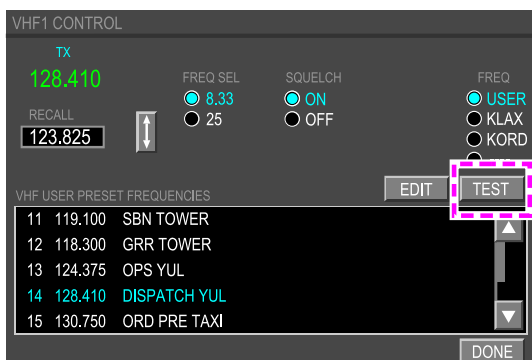 VHF1 CONTROL
TX
128.410
FREQ SEL
SQUELCH
FREQ
8.33
ON
USER
RECALL
25
OFF
KLAX
123.825
KORD
EDIT
TEST
VHF USER PRESET FREQUENCIES
11 119.100 SBN TOWER
12 118.300 GRR TOWER
13 124.375 OPS YUL
14 128.410 DISPATCH YUL
15 130.750 ORD PRE TAXI
DONE